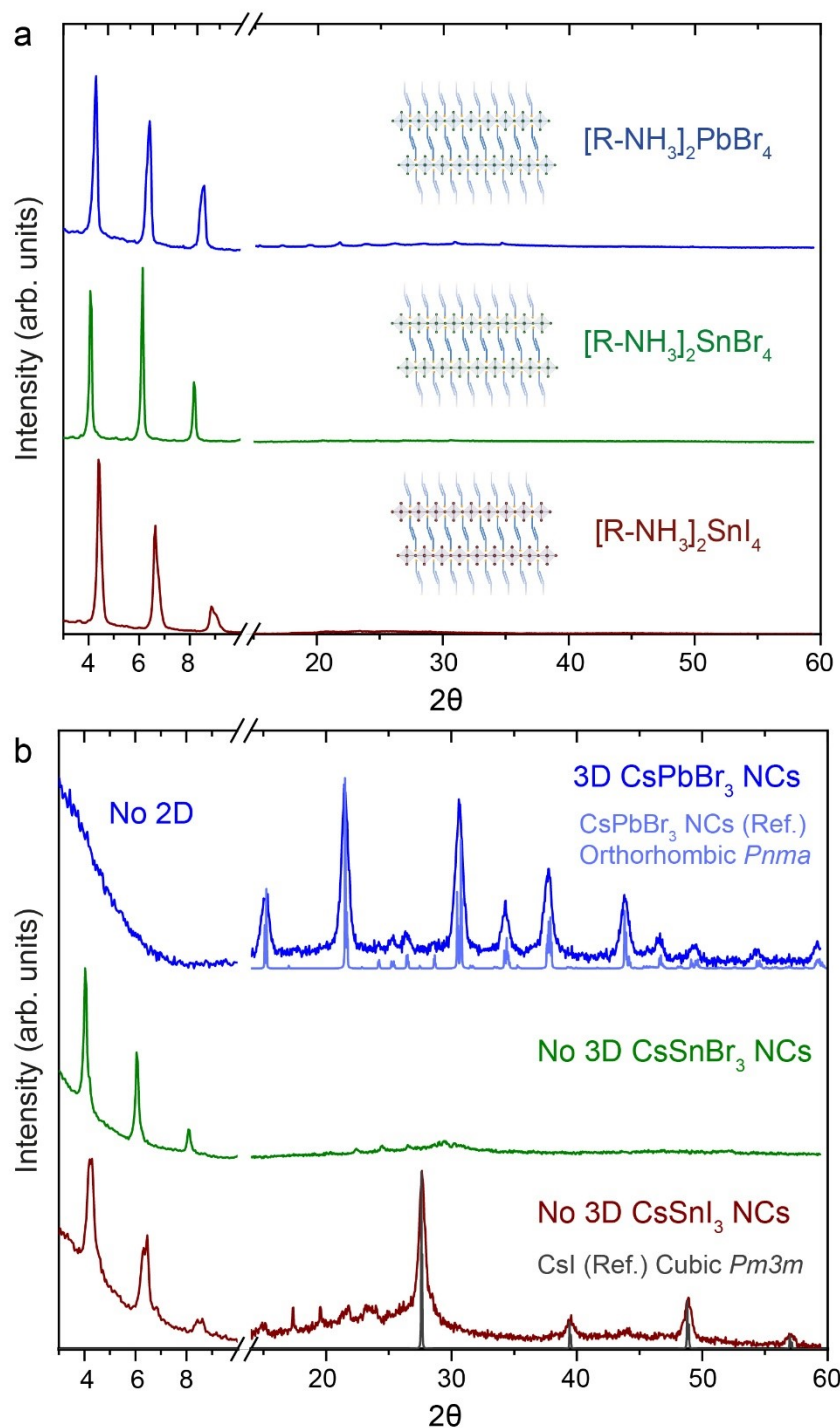 a
Intensity (arb. units)
[R-NH₃]₂PbBr₄
[R-NH₃]₂SnBr₄
[R-NH₃]₂SnI₄
4 6 8 20 30 40 50 60
2θ
b
Intensity (arb. units)
No 2D
3D CsPbBr₃ NCs
CsPbBr₃ NCs (Ref.)
Orthorhombic Pnma
No 3D CsSnBr₃ NCs
No 3D CsSnI₃ NCs
CsI (Ref.) Cubic Pm3m
4 6 8 20 30 40 50 60
2θ